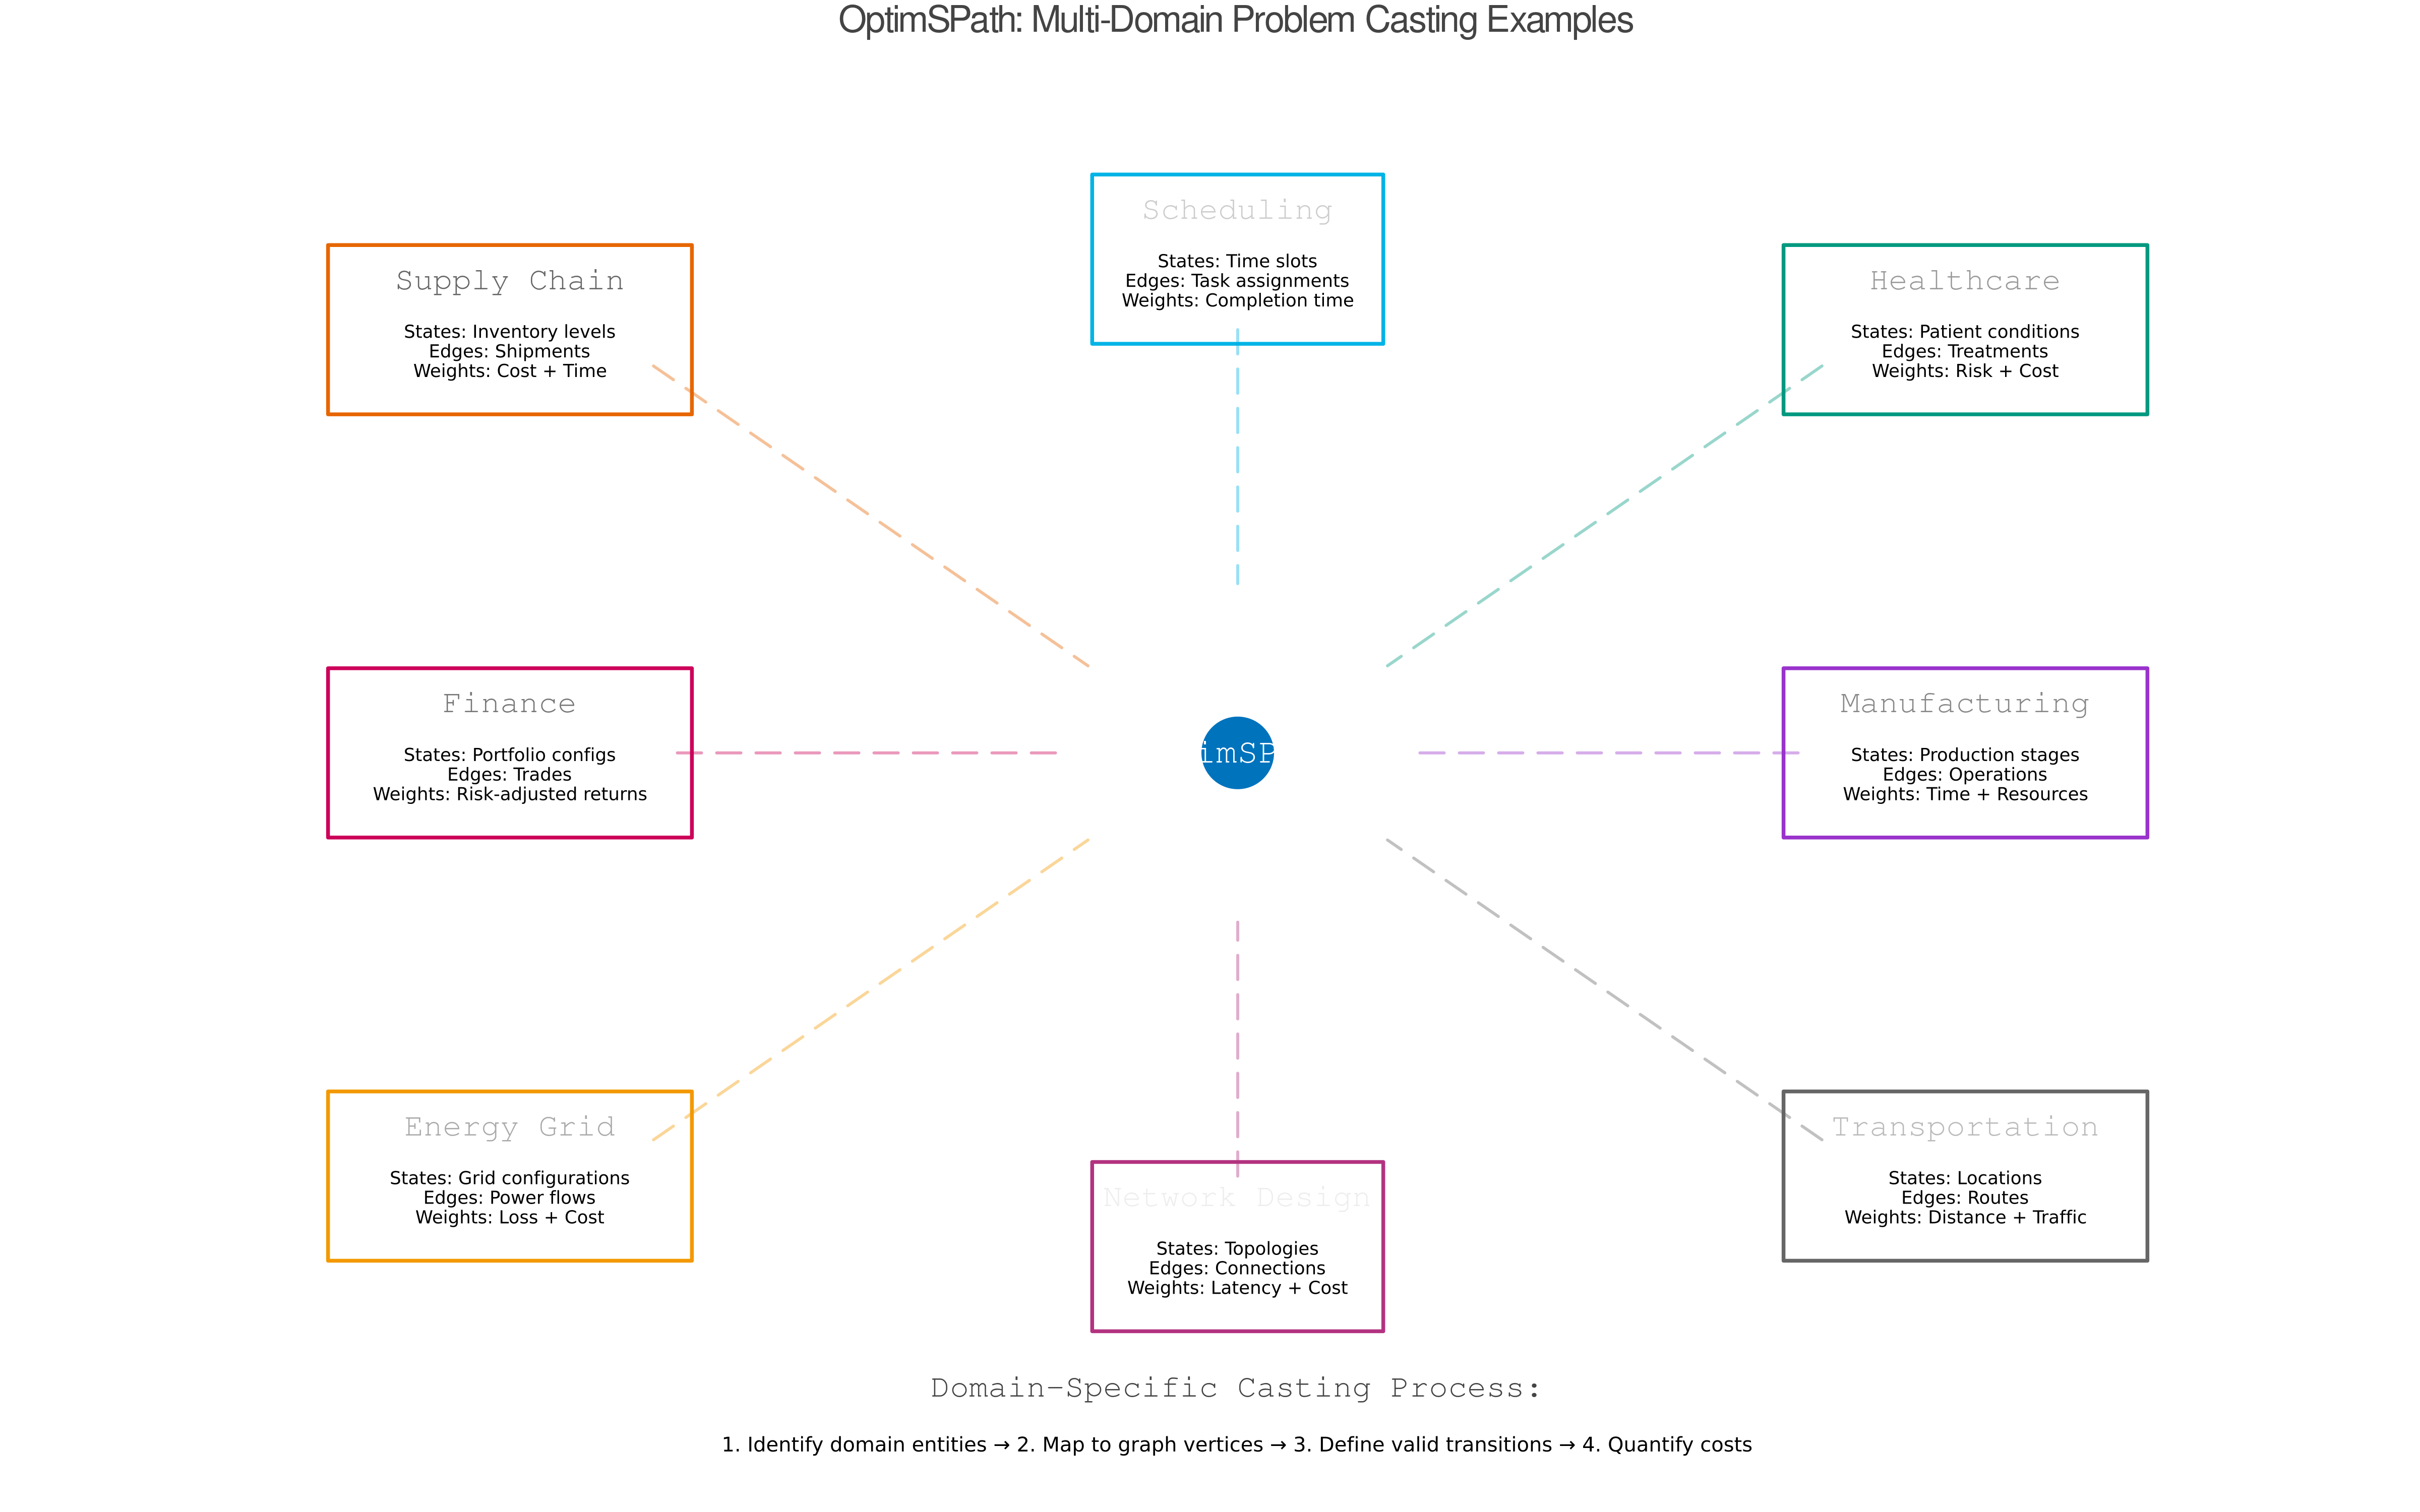 OptimSPath: Multi-Domain Problem Casting Examples
Scheduling
States: Time slots
Edges: Task assignments
Weights: Completion time
Supply Chain
States: Inventory levels
Edges: Shipments
Weights: Cost + Time
Healthcare
States: Patient conditions
Edges: Treatments
Weights: Risk + Cost
Finance
States: Portfolio configs
Edges: Trades
Weights: Risk-adjusted returns
imSP
Manufacturing
States: Production stages
Edges: Operations
Weights: Time + Resources
Energy Grid
States: Grid configurations
Edges: Power flows
Weights: Loss + Cost
Network Design
States: Topologies
Edges: Connections
Weights: Latency + Cost
Transportation
States: Locations
Edges: Routes
Weights: Distance + Traffic
Domain-Specific Casting Process:
1. Identify domain entities → 2. Map to graph vertices → 3. Define valid transitions → 4. Quantify costs